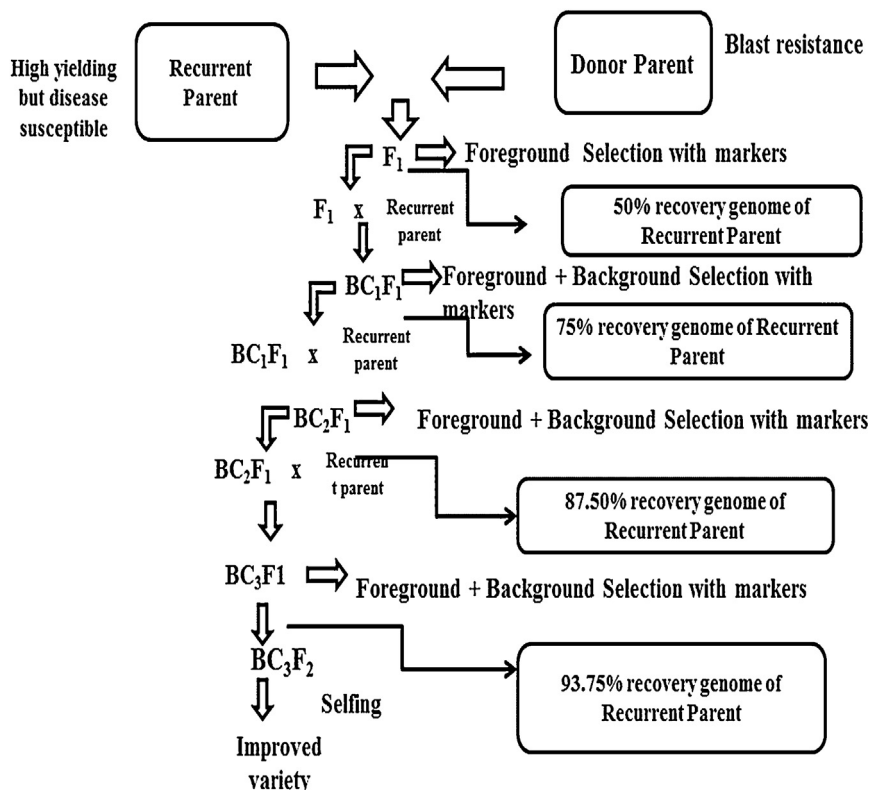 High yielding
but disease
susceptible
Recurrent
Parent
Donor Parent
Blast resistance
F₁
Foreground Selection with markers
F₁ x
Recurrent
parent
50% recovery genome of
Recurrent Parent
BC₁F₁
Foreground + Background Selection with
markers
BC₁F₁ x
Recurrent
parent
75% recovery genome of Recurrent
Parent
BC₂F₁
Foreground + Background Selection with markers
BC₂F₁ x
Recurren
t parent
87.50% recovery genome of
Recurrent Parent
BC₃F1
Foreground + Background Selection with markers
BC₃F₂
93.75% recovery genome of
Recurrent Parent
Selfing
Improved
variety